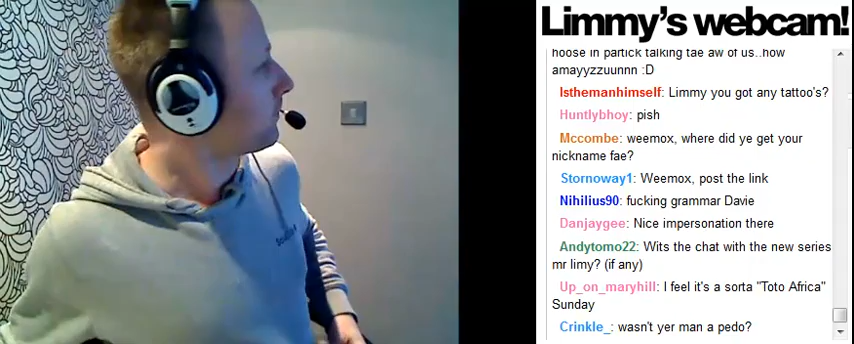 Limmy's webcam!
hoose in partick talking tae aw of us..how
amayyzzuunnn :D
Isthemanhimself: Limmy you got any tattoo's?
Huntlybhoy: pish
Mccombe: weemox, where did ye get your
nickname fae?
Stornoway1: Weemox, post the link
Nihilius90: fucking grammar Davie
Danjaygee: Nice impersonation there
Andytomo22: Wits the chat with the new series
mr limy? (if any)
Up_on_maryhill: I feel it's a sorta "Toto Africa"
Sunday
Crinkle_: wasn't yer man a pedo?